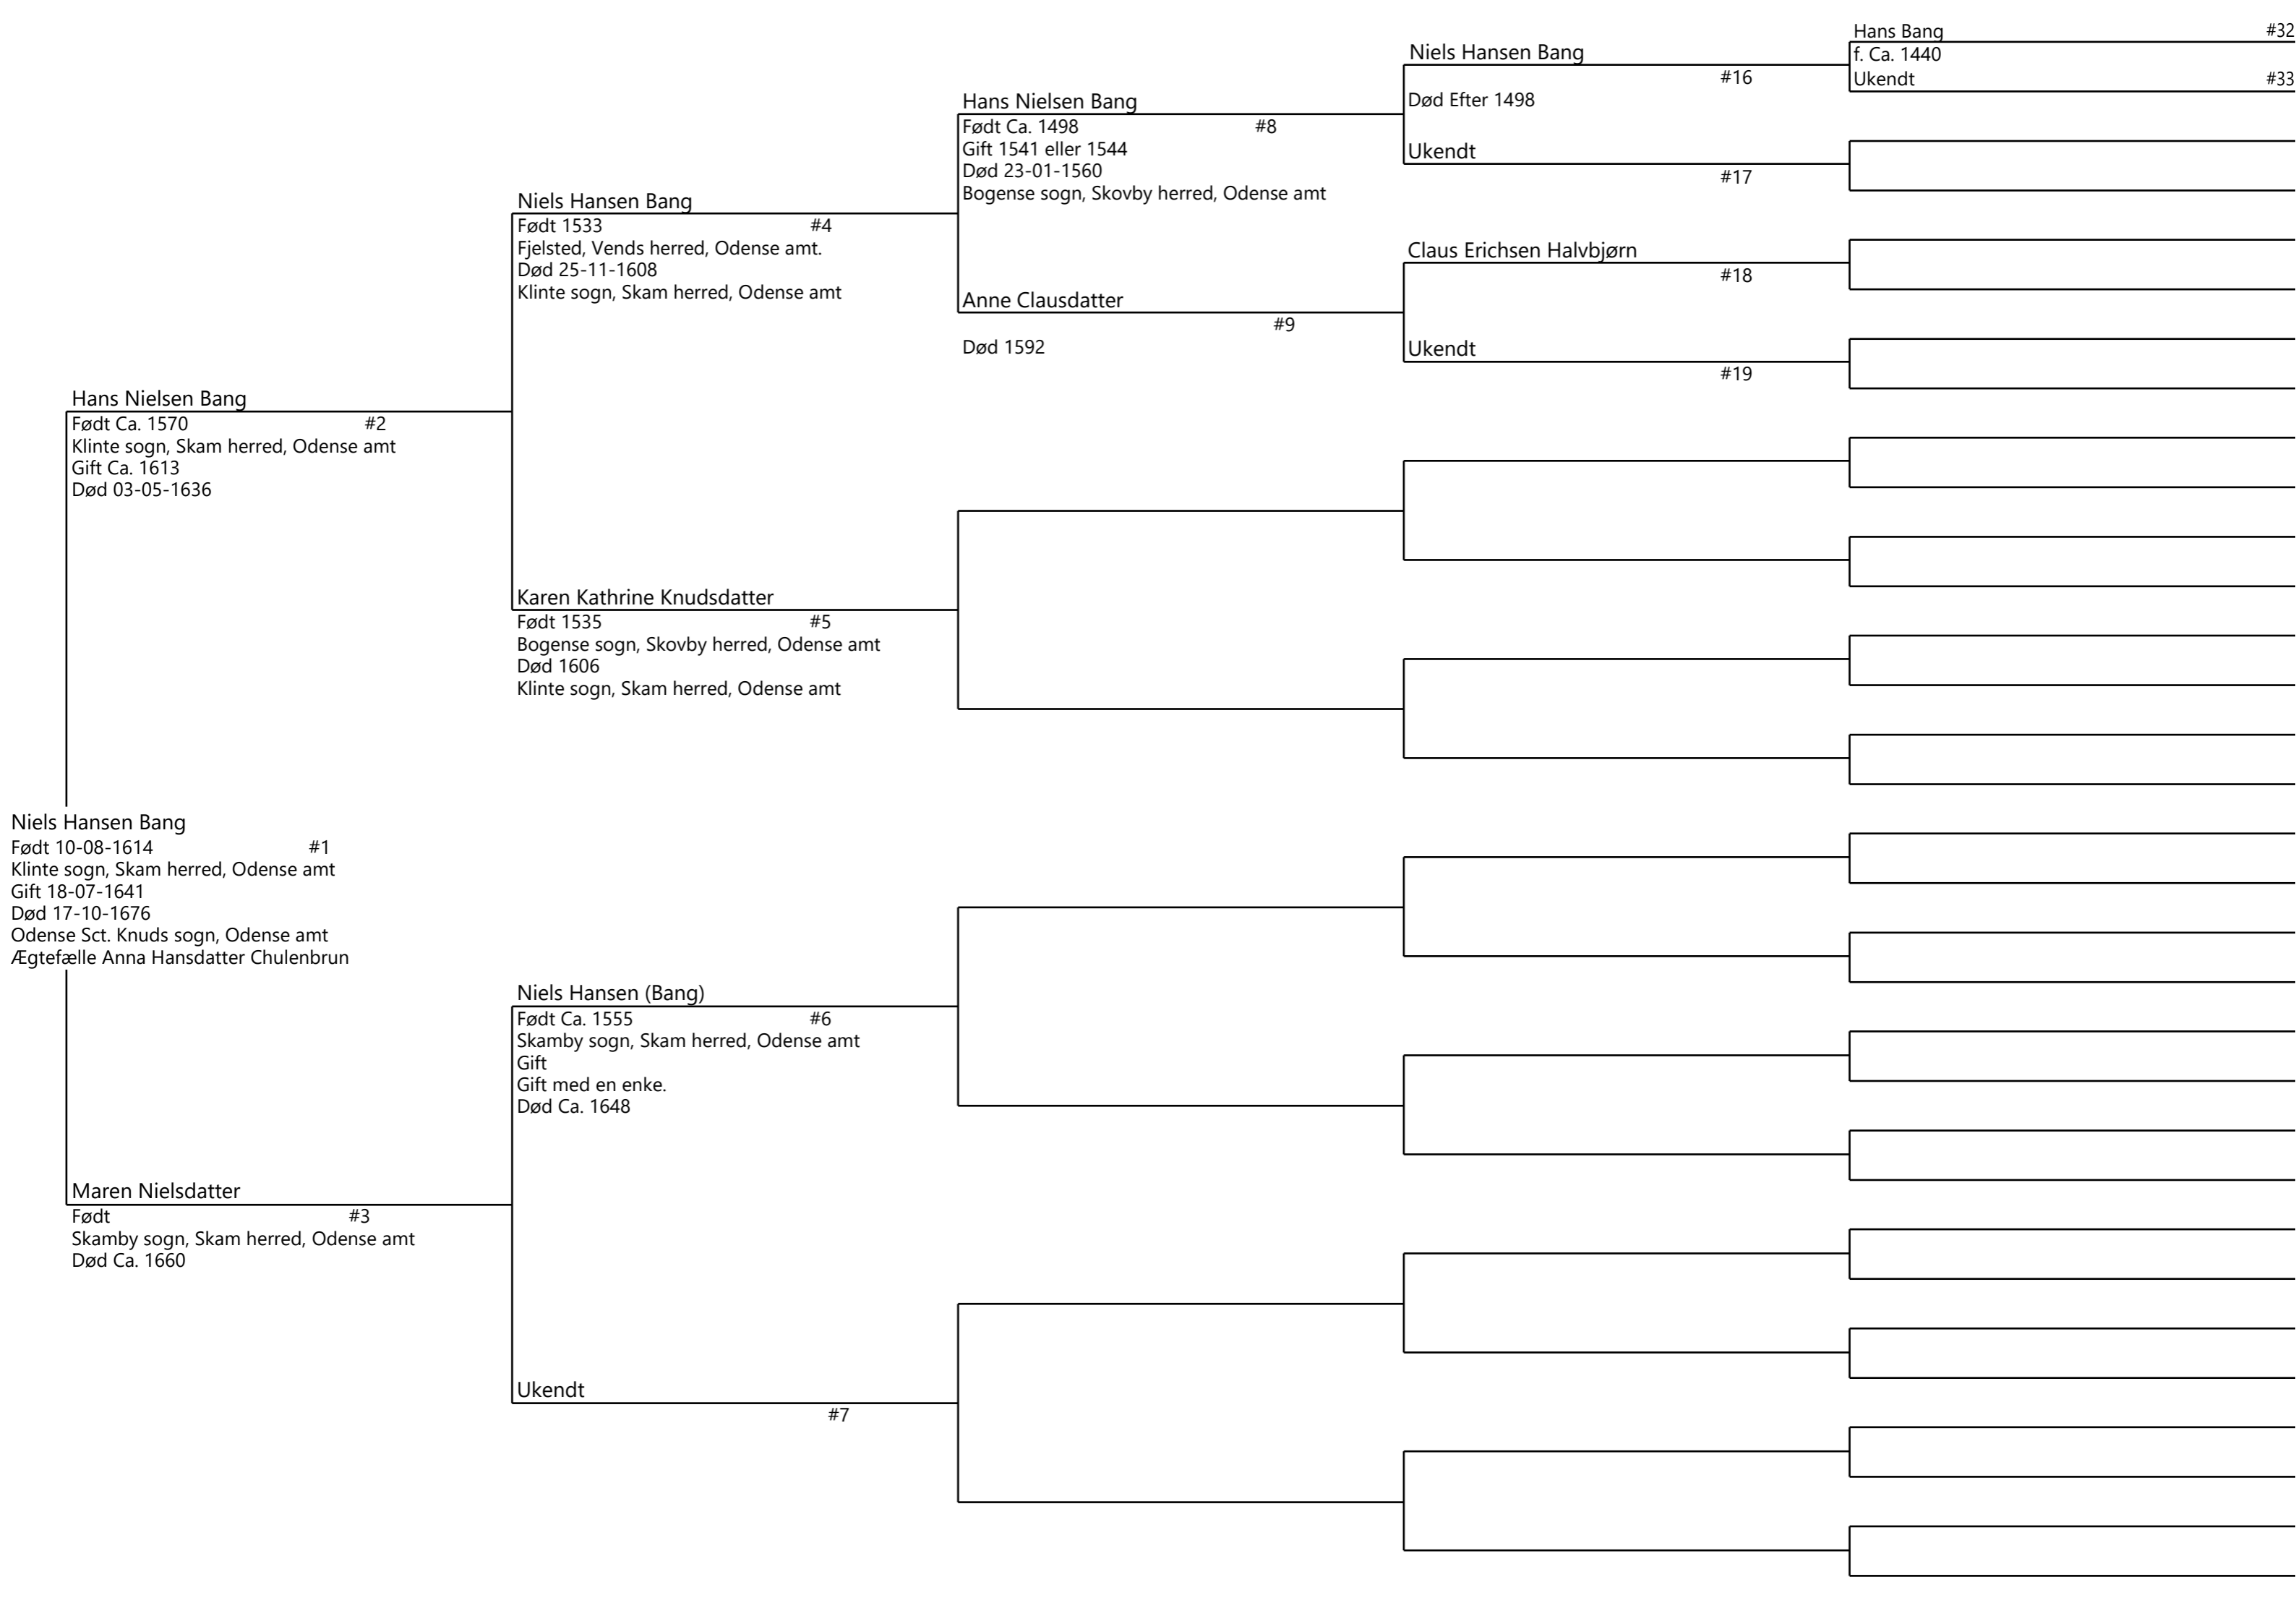 Hans Bang #32
f. Ca. 1440
Ukendt #33
Niels Hansen Bang
#16
Død Efter 1498
Ukendt
#17
Hans Nielsen Bang
Født Ca. 1498 #8
Gift 1541 eller 1544
Død 23-01-1560
Bogense sogn, Skovby herred, Odense amt
Claus Erichsen Halvbjørn
#18
Anne Clausdatter
#9
Død 1592
Ukendt
#19
Niels Hansen Bang
Født 1533 #4
Fjelsted, Vends herred, Odense amt.
Død 25-11-1608
Klinte sogn, Skam herred, Odense amt
Hans Nielsen Bang
Født Ca. 1570 #2
Klinte sogn, Skam herred, Odense amt
Gift Ca. 1613
Død 03-05-1636
Karen Kathrine Knudsdatter
Født 1535 #5
Bogense sogn, Skovby herred, Odense amt
Død 1606
Klinte sogn, Skam herred, Odense amt
Niels Hansen Bang
Født 10-08-1614 #1
Klinte sogn, Skam herred, Odense amt
Gift 18-07-1641
Død 17-10-1676
Odense Sct. Knuds sogn, Odense amt
Ægtefælle Anna Hansdatter Chulenbrun
Niels Hansen (Bang)
Født Ca. 1555 #6
Skamby sogn, Skam herred, Odense amt
Gift
Gift med en enke.
Død Ca. 1648
Maren Nielsdatter
Født #3
Skamby sogn, Skam herred, Odense amt
Død Ca. 1660
Ukendt
#7